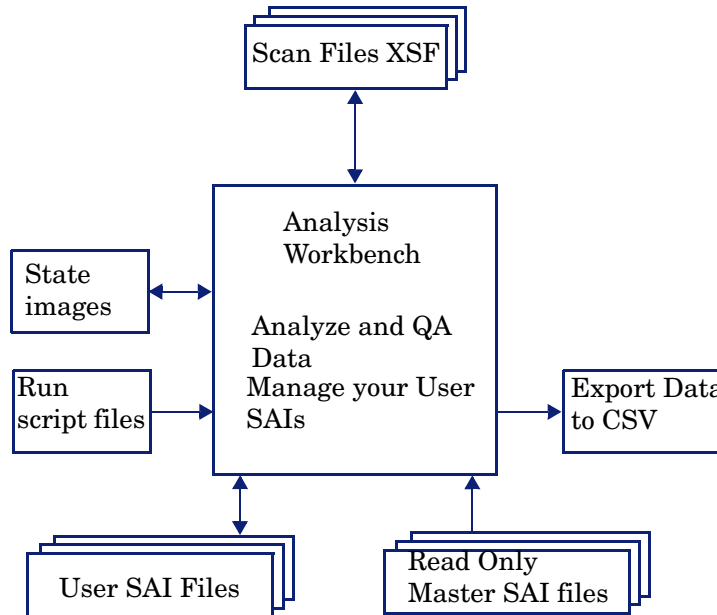 Scan Files XSF
Analysis
Workbench
State
images
Analyze and QA
Data
Manage your User
SAIs
Run
script files
Export Data
to CSV
User SAI Files
Read Only
Master SAI files